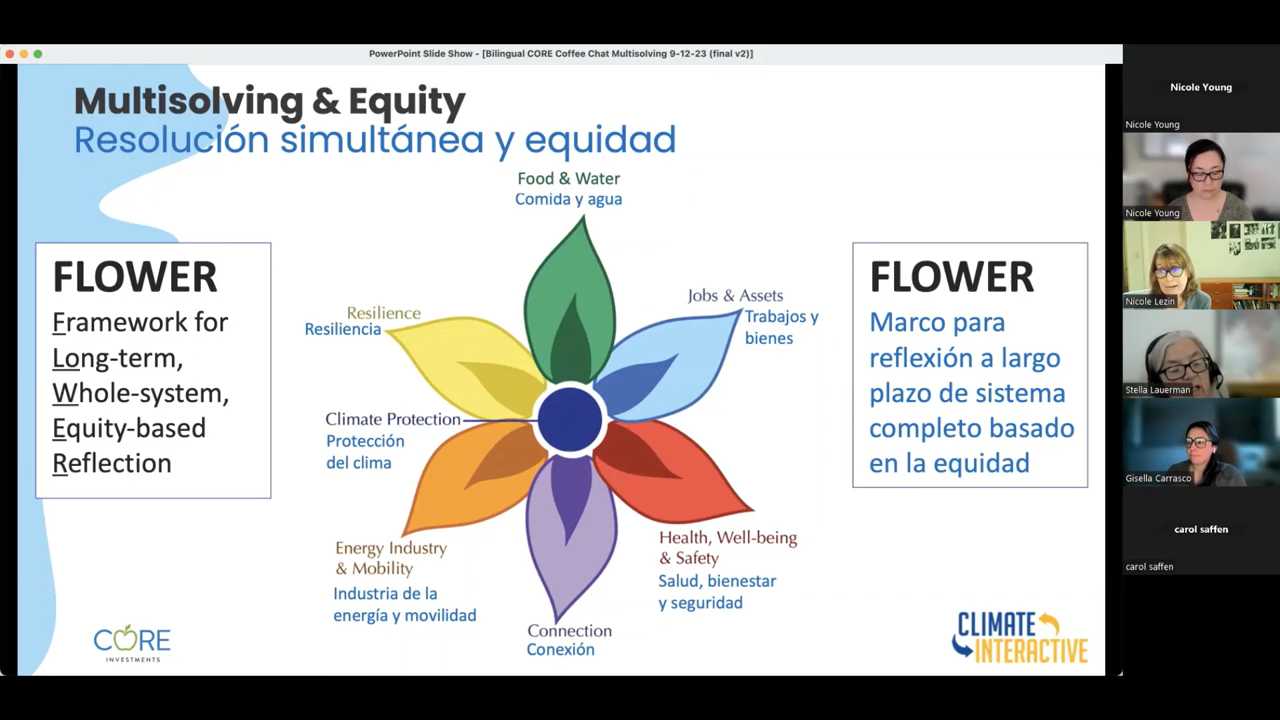 PowerPoint Slide Show - [Bilingual CORE Coffee Chat Multisolving 9-12-23 (final v2)]
Multisolving & Equity
Resolución simultánea y equidad
FLOWER
Framework for
Long-term,
Whole-system,
Equity-based
Reflection
Food & Water
Comida y agua
Resilience
Resiliencia
Jobs & Assets
Trabajos y
bienes
Climate Protection
Protección
del clima
Energy Industry
& Mobility
Industria de la
energía y movilidad
Health, Well-being
& Safety
Salud, bienestar
y seguridad
Connection
Conexión
FLOWER
Marco para
reflexión a largo
plazo de sistema
completo basado
en la equidad
CORE
INVESTMENTS
CLIMATE
INTERACTIVE
Nicole Young
Nicole Young
Nicole Young
Nicole Lezin
Stella Lauerman
Gisella Carrasco
carol saffen
carol saffen